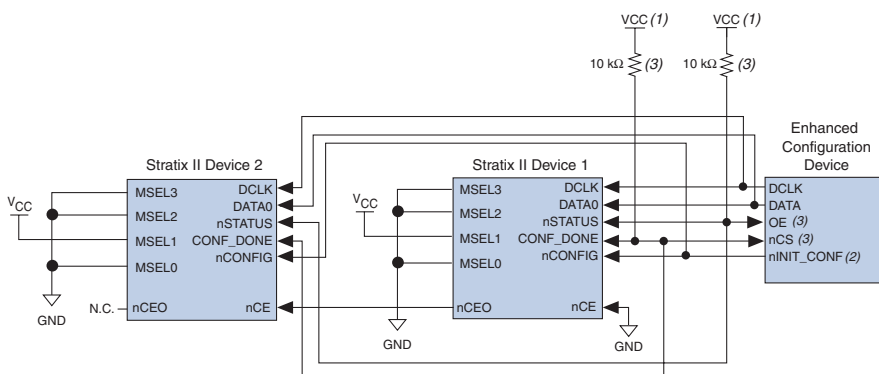 VCC (1)
VCC (1)
10 kΩ
(3)
10 kΩ
(3)
Enhanced
Configuration
Device
DCLK
DATA
OE (3)
nCS (3)
nINIT_CONF (2)
Stratix II Device 2
VCC
MSEL3
MSEL2
MSEL1
MSEL0
DCLK
DATA0
nSTATUS
CONF_DONE
nCONFIG
N.C.
nCEO
nCE
GND
Stratix II Device 1
VCC
MSEL3
MSEL2
MSEL1
MSEL0
DCLK
DATA0
nSTATUS
CONF_DONE
nCONFIG
nCEO
nCE
GND
GND